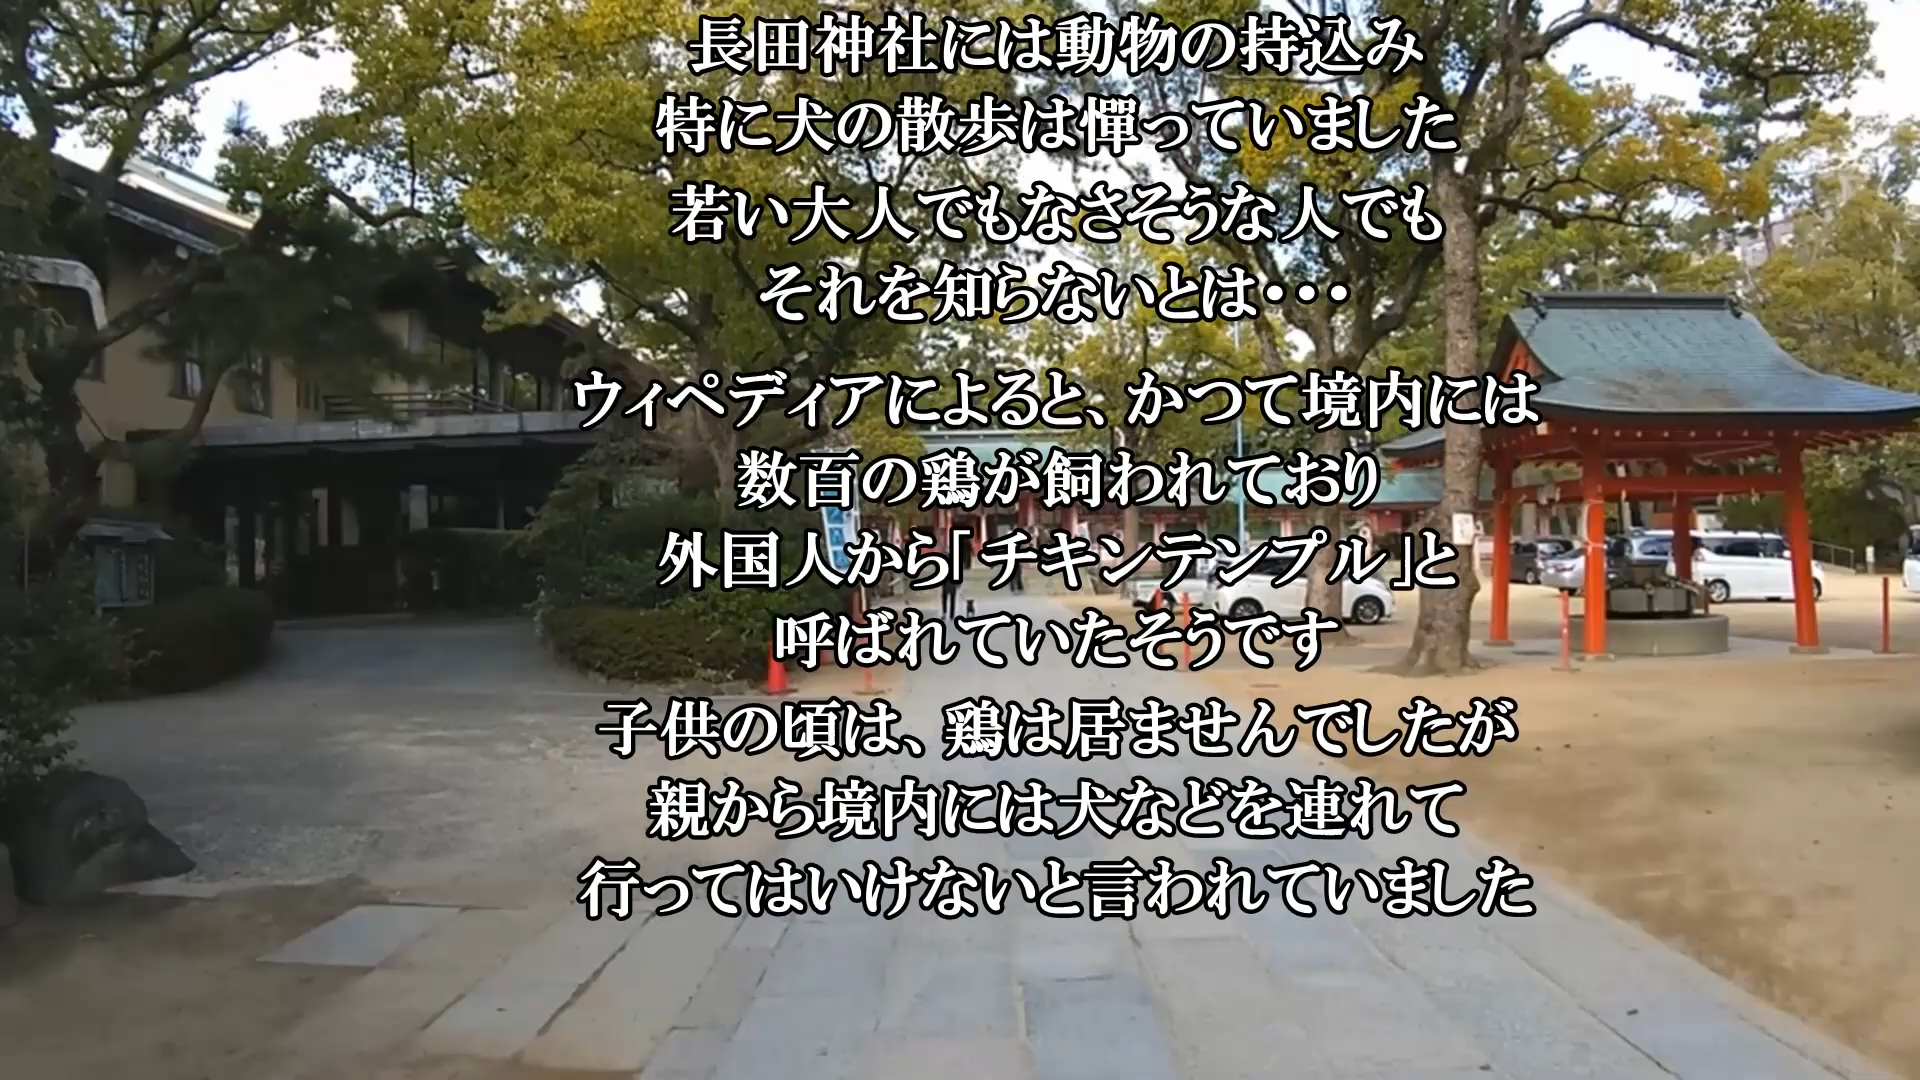 長田神社には動物の持込み
特に犬の散歩は憚っていました
若い大人でもなさそうな人でも
それを知らないとは・・・
ウィペディアによると、かつて境内には
数百の鶏が飼われており
外国人から「チキンテンプル」と
呼ばれていたそうです
子供の頃は、鶏は居ませんでしたが
親から境内には犬などを連れて
行ってはいけないと言われていました